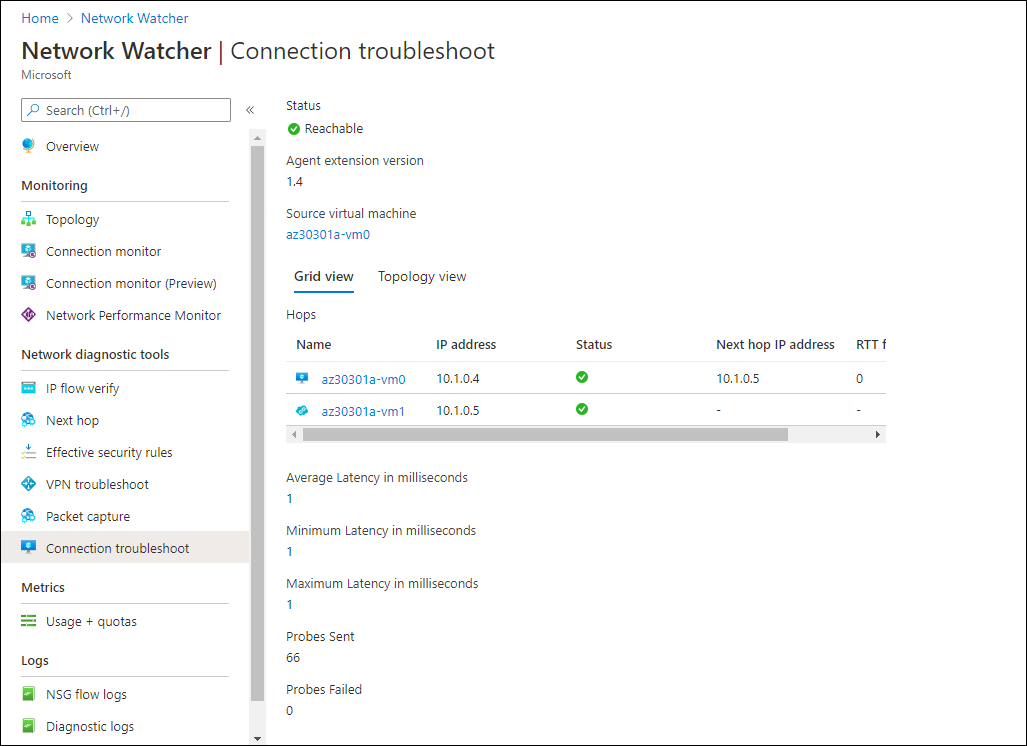 Home > Network Watcher
Network Watcher | Connection troubleshoot
Microsoft
Search (Ctrl+/)
«
Overview
Monitoring
Topology
Connection monitor
Connection monitor (Preview)
Network Performance Monitor
Network diagnostic tools
IP flow verify
Next hop
Effective security rules
VPN troubleshoot
Packet capture
Connection troubleshoot
Metrics
Usage + quotas
Logs
NSG flow logs
Diagnostic logs
Status
Reachable
Agent extension version
1.4
Source virtual machine
az30301a-vm0
Grid view Topology view
Hops
Name IP address Status Next hop IP address RTT f
az30301a-vm0 10.1.0.4 10.1.0.5 0
az30301a-vm1 10.1.0.5 - -
Average Latency in milliseconds
1
Minimum Latency in milliseconds
1
Maximum Latency in milliseconds
1
Probes Sent
66
Probes Failed
0